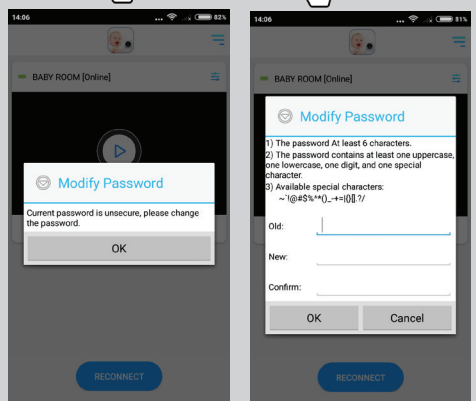 14:06 ... 82%
BABY ROOM [Online]
Modify Password
Current password is unsecure, please change
the password.
OK
RECONNECT
14:06 ... 81%
BABY ROOM [Online]
Modify Password
1) The password At least 6 characters.
2) The password contains at least one uppercase,
one lowercase, one digit, and one special
character.
3) Available special characters:
~`!@#$%^*()_-+=|{}[].?/
Old:
New:
Confirm:
OK Cancel
RECONNECT